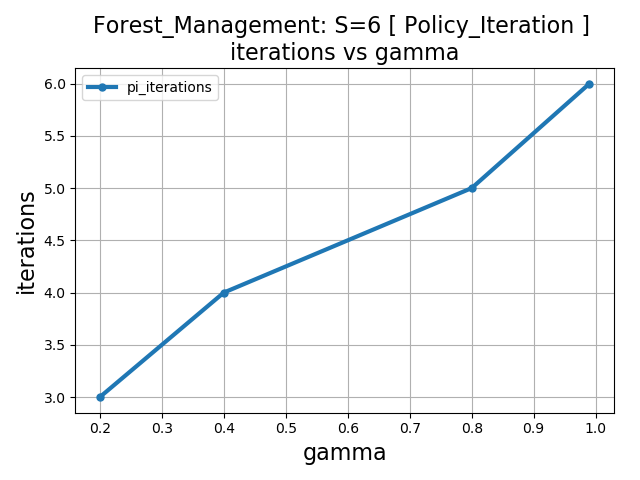 Forest_Management: S=6 [ Policy_Iteration ]
iterations vs gamma
pi_iterations
6.0
5.5
5.0
4.5
4.0
3.5
3.0
iterations
0.2 0.3 0.4 0.5 0.6 0.7 0.8 0.9 1.0
gamma